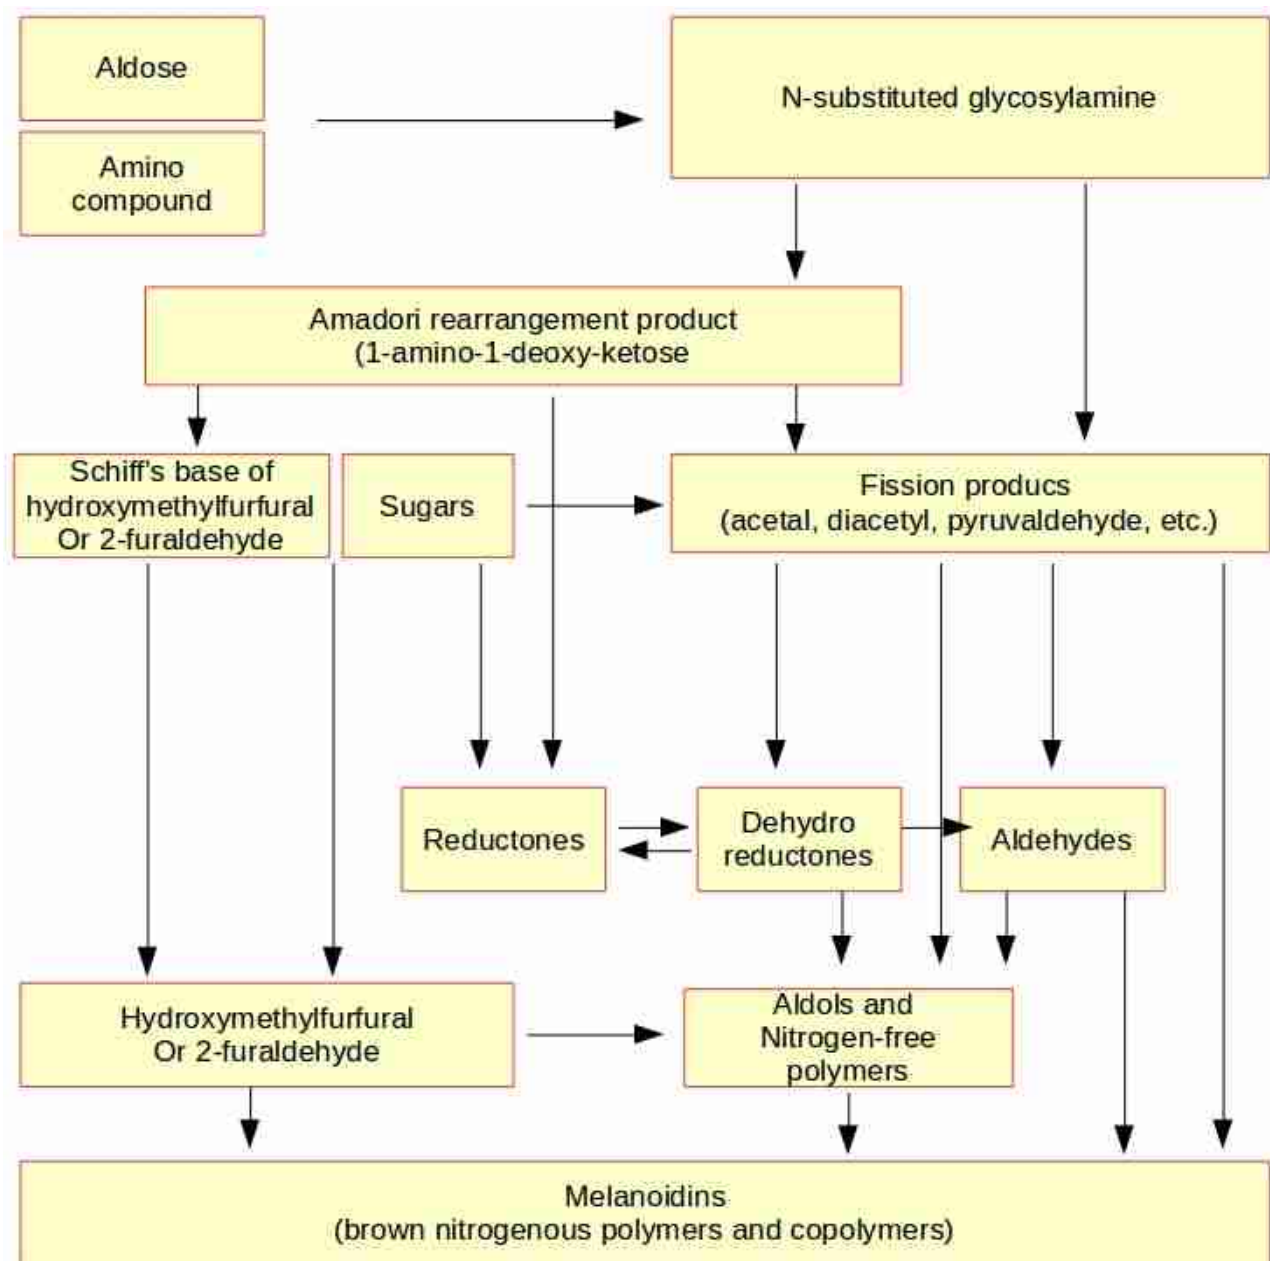 Aldose
N-substituted glycosylamine
Amino
compound
Amadori rearrangement product
(1-amino-1-deoxy-ketose
Schiff's base of
hydroxymethylfurfural
Or 2-furaldehyde
Sugars
Fission producs
(acetal, diacetyl, pyruvaldehyde, etc.)
Reductones
Dehydro
reductones
Aldehydes
Hydroxymethylfurfural
Or 2-furaldehyde
Aldols and
Nitrogen-free
polymers
Melanoidins
(brown nitrogenous polymers and copolymers)